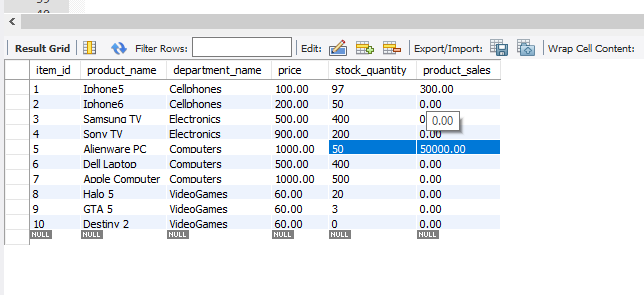 Result Grid Filter Rows: Edit: Export/Import: Wrap Cell Content:
item_id product_name department_name price stock_quantity product_sales
1 Iphone5 Cellphones 100.00 97 300.00
2 Iphone6 Cellphones 200.00 50 0.00
3 Samsung TV Electronics 500.00 400
0.00
4 Sony TV Electronics 900.00 200 0.00
5 Alienware PC Computers 1000.00 50 50000.00
6 Dell Laptop Computers 500.00 400 0.00
7 Apple Computer Computers 1000.00 500 0.00
8 Halo 5 VideoGames 60.00 20 0.00
9 GTA 5 VideoGames 60.00 3 0.00
10 Destiny 2 VideoGames 60.00 0 0.00
NULL NULL NULL NULL NULL NULL